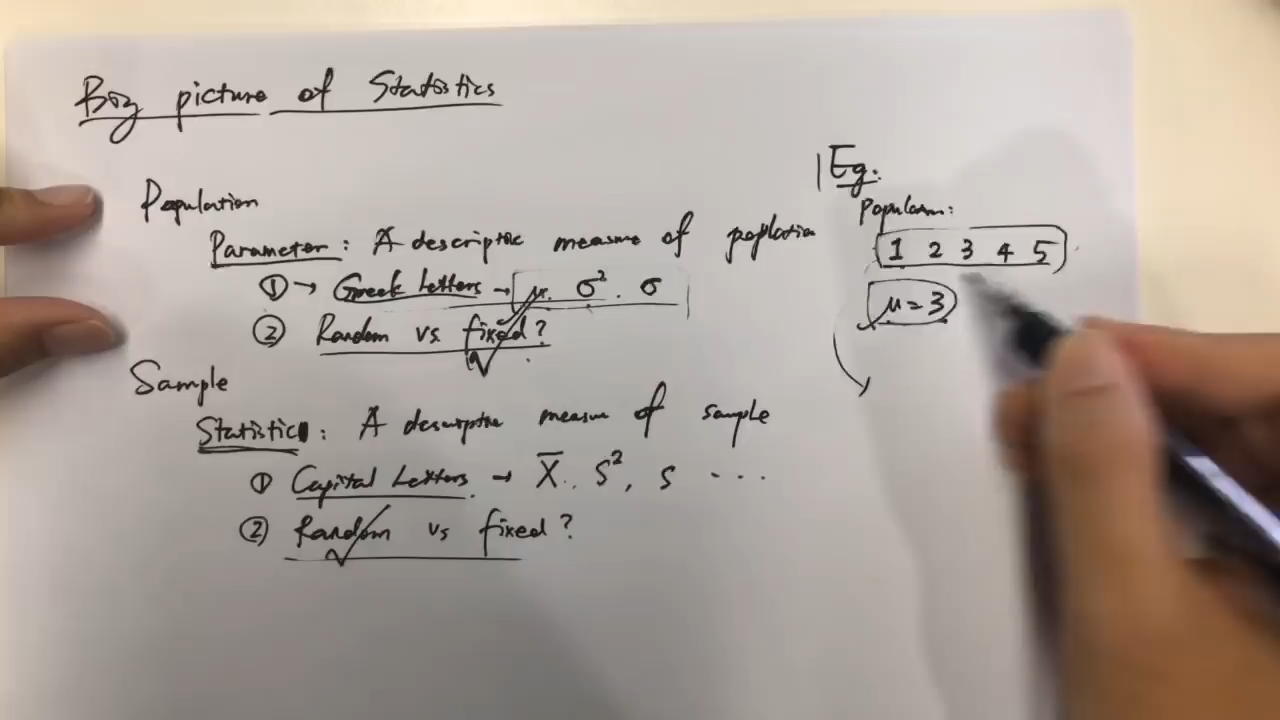 Big picture of Statistics
Population
Parameter: A descriptive measure of poplation
① → Greek Letters → μ. σ². σ
② Random vs. fixed?
Sample
Statistic: A descriptive measure of sample
① Capital Letters → X̄., S², S ...
② Random vs fixed?
Eg.
Population:
1 2 3 4 5
μ = 3